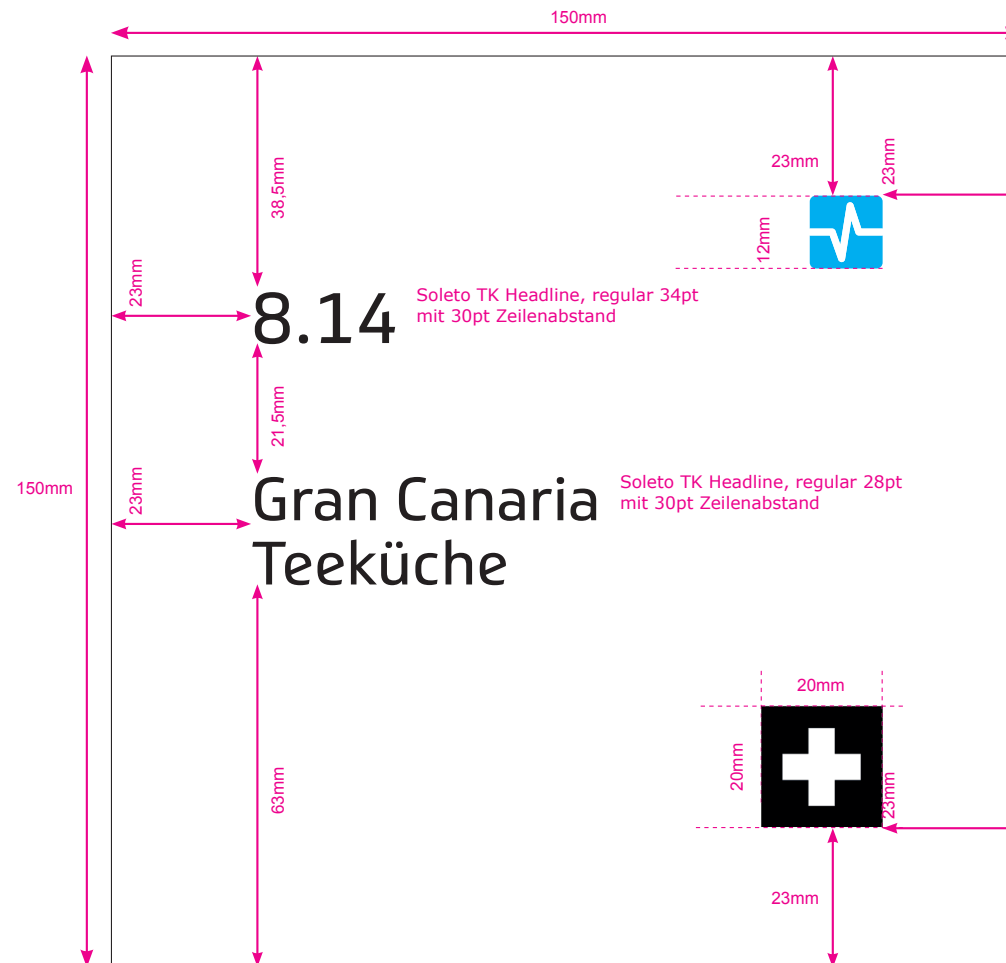 150mm
23mm
23mm
38,5mm
12mm
23mm
8.14
Soleto TK Headline, regular 34pt
mit 30pt Zeilenabstand
21,5mm
150mm
23mm
Gran Canaria
Teeküche
Soleto TK Headline, regular 28pt
mit 30pt Zeilenabstand
20mm
20mm
63mm
23mm
23mm